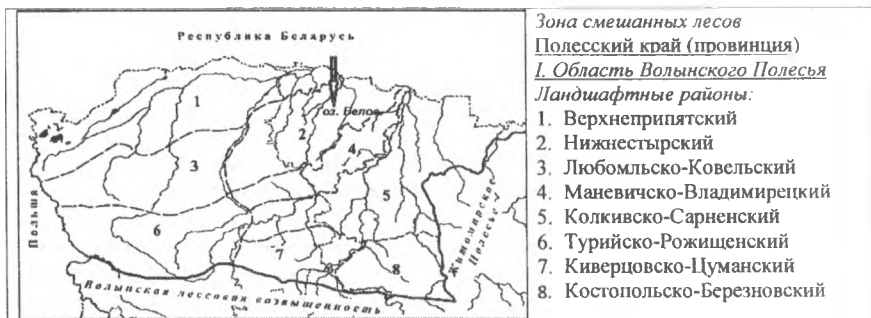 Республика Беларусь
оз. Белое
1
2
3
4
5
6
7
8
Польша
Житомирское
Полесье
Волынская лессовая возвышенность
Зона смешанных лесов
Полесский край (провинция)
I. Область Волынского Полесья
Ландшафтные районы:
1. Верхнеприпятский
2. Нижнестырский
3. Любомльско-Ковельский
4. Маневичско-Владимирецкий
5. Колкивско-Сарненский
6. Турийско-Рожищенский
7. Киверцовско-Цуманский
8. Костопольско-Березновский